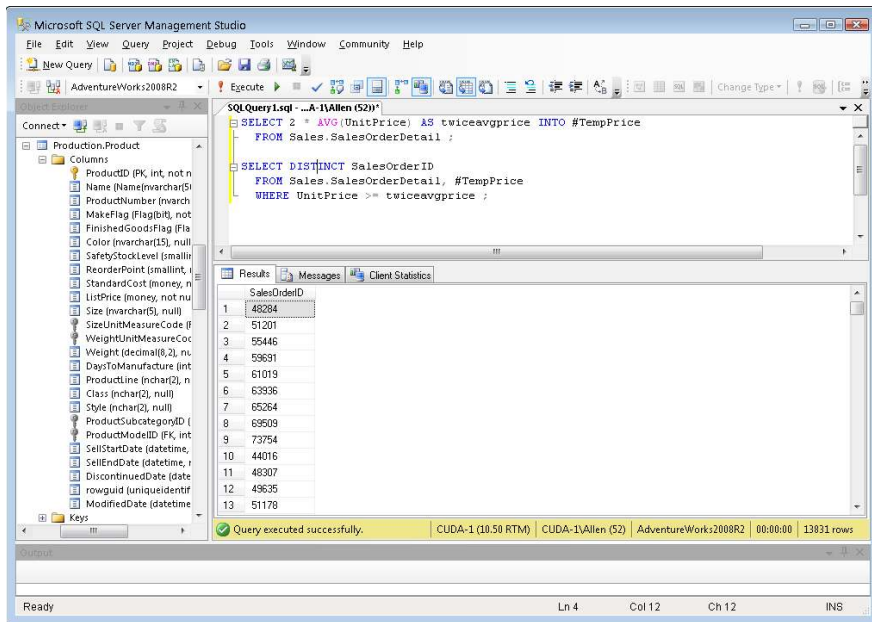 Microsoft SQL Server Management Studio
File Edit View Query Project Debug Tools Window Community Help
New Query
AdventureWorks2008R2 Execute Change Type
Object Explorer
SQLQuery1.sql - ...A-1\Allen (52))*
Connect
Production.Product
Columns
ProductID (PK, int, not n
Name (Name(nvarchar(5
ProductNumber (nvarch
MakeFlag (Flag(bit), not
FinishedGoodsFlag (Fla
Color (nvarchar(15), null
SafetyStockLevel (smallin
ReorderPoint (smallint,
StandardCost (money, n
ListPrice (money, not nu
Size (nvarchar(5), null)
SizeUnitMeasureCode (F
WeightUnitMeasureCod
Weight (decimal(8,2), nu
DaysToManufacture (int
ProductLine (nchar(2), n
Class (nchar(2), null)
Style (nchar(2), null)
ProductSubcategoryID (
ProductModelID (FK, int
SellStartDate (datetime,
SellEndDate (datetime,
DiscontinuedDate (date
rowguid (uniqueidentif
ModifiedDate (datetime
Keys
SELECT 2 * AVG(UnitPrice) AS twiceavgprice INTO #TempPrice
FROM Sales.SalesOrderDetail ;
SELECT DISTINCT SalesOrderID
FROM Sales.SalesOrderDetail, #TempPrice
WHERE UnitPrice >= twiceavgprice ;
Results Messages Client Statistics
SalesOrderID
1 48284
2 51201
3 55446
4 59691
5 61019
6 63936
7 65264
8 69509
9 73754
10 44016
11 48307
12 49635
13 51178
Query executed successfully. CUDA-1 (10.50 RTM) CUDA-1\Allen (52) AdventureWorks2008R2 00:00:00 13831 rows
Output
Ready Ln 4 Col 12 Ch 12 INS